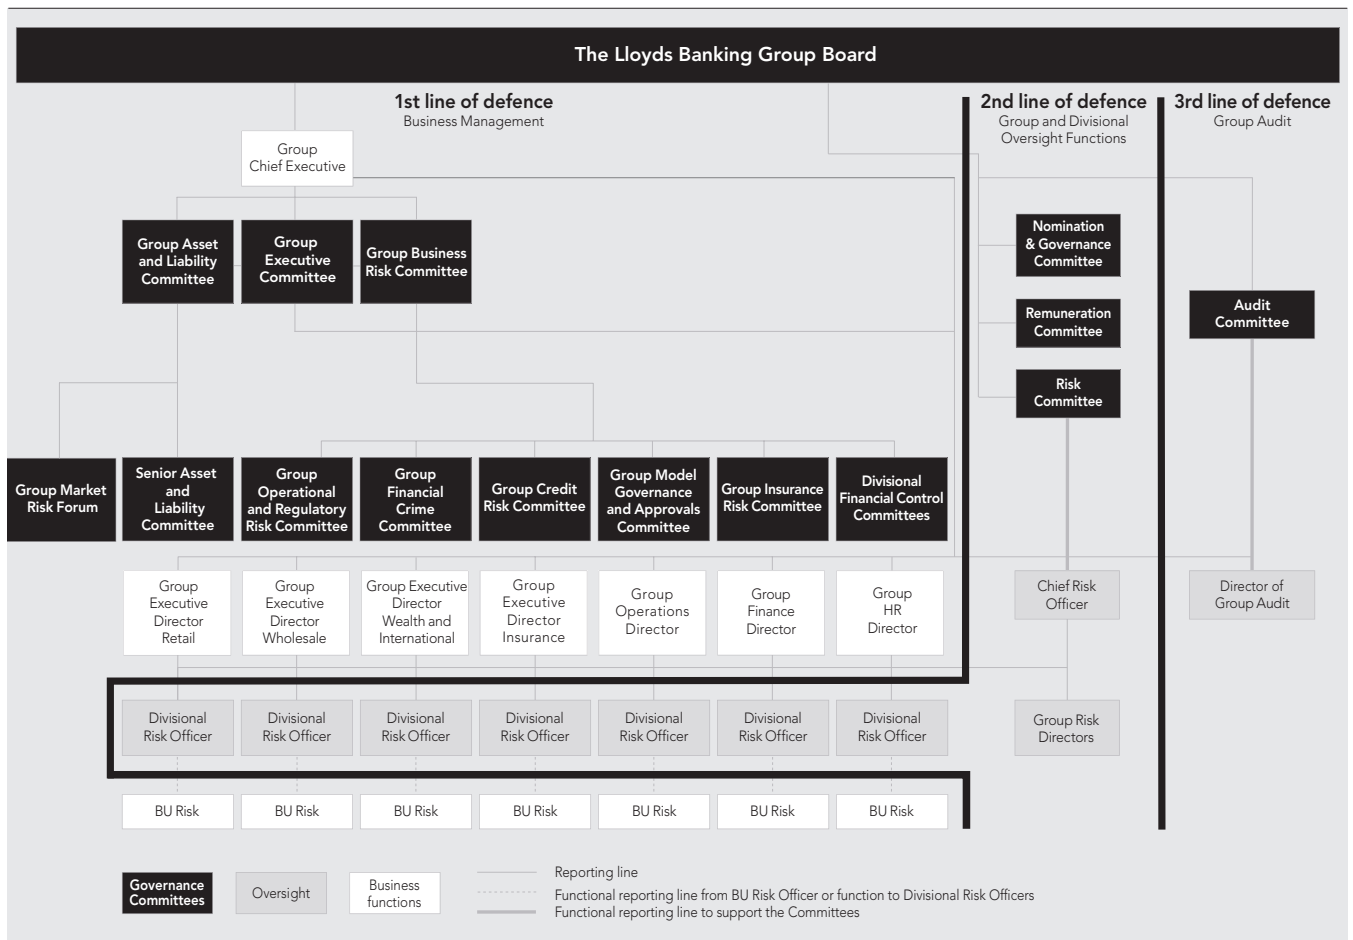 The Lloyds Banking Group Board
1st line of defence
Business Management
2nd line of defence
Group and Divisional
Oversight Functions
3rd line of defence
Group Audit
Group
Chief Executive
Group Asset
and Liability
Committee
Group
Executive
Committee
Group Business
Risk Committee
Nomination
& Governance
Committee
Remuneration
Committee
Risk
Committee
Audit
Committee
Group Market
Risk Forum
Senior Asset
and
Liability
Committee
Group
Operational
and Regulatory
Risk Committee
Group
Financial
Crime
Committee
Group Credit
Risk Committee
Group Model
Governance
and Approvals
Committee
Group Insurance
Risk Committee
Divisional
Financial Control
Committees
Group
Executive
Director
Retail
Group
Executive
Director
Wholesale
Group Executive
Director
Wealth and
International
Group
Executive
Director
Insurance
Group
Operations
Director
Group
Finance
Director
Group
HR
Director
Chief Risk
Officer
Director of
Group Audit
Divisional
Risk Officer
Divisional
Risk Officer
Divisional
Risk Officer
Divisional
Risk Officer
Divisional
Risk Officer
Divisional
Risk Officer
Divisional
Risk Officer
Group Risk
Directors
BU Risk
BU Risk
BU Risk
BU Risk
BU Risk
BU Risk
BU Risk
Governance
Committees
Oversight
Business
functions
Reporting line
Functional reporting line from BU Risk Officer or function to Divisional Risk Officers
Functional reporting line to support the Committees